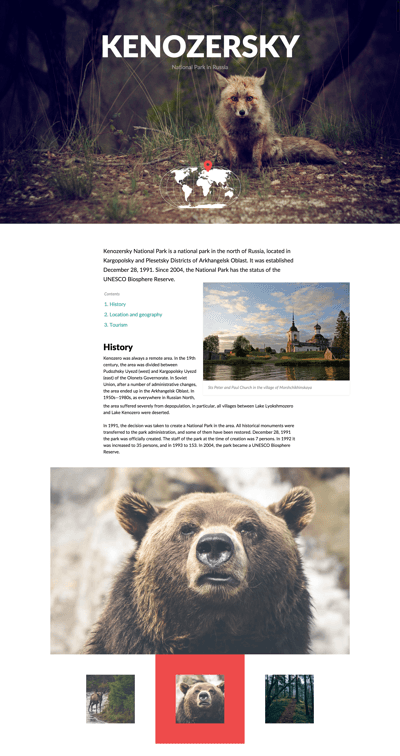 KENOZERSKY
National Park in Russia
Kenozersky National Park is a national park in the north of Russia, located in
Kargopolsky and Plesetsky Districts of Arkhangelsk Oblast. It was established
December 28, 1991. Since 2004, the National Park has the status of the
UNESCO Biosphere Reserve.
Contents
1. History
2. Location and geography
3. Tourism
History
Kenozero was always a remote area. In the 19th
century, the area was divided between
Pudozhsky Uyezd (west) and Kargopolsky Uyezd
(east) of the Olonets Governorate. In Soviet
Union, after a number of administrative changes,
the area ended up in the Arkhangelsk Oblast. In
1950s—1980s, as everywhere in Russian North,
the area suffered severely from depopulation, in particular, all villages between Lake Lyokshmozero
and Lake Kenozero were deserted.
Sts Peter and Paul Church in the village of
In 1991, the decision was taken to create a National Park in the area. All historical monuments were
transferred to the park administration, and some of them have been restored. December 28, 1991
the park was officially created. The staff of the park at the time of creation was 7 persons. In 1992 it
was increased to 35 persons, and in 1993 to 153. In 2004, the park became a UNESCO Biosphere
Reserve.